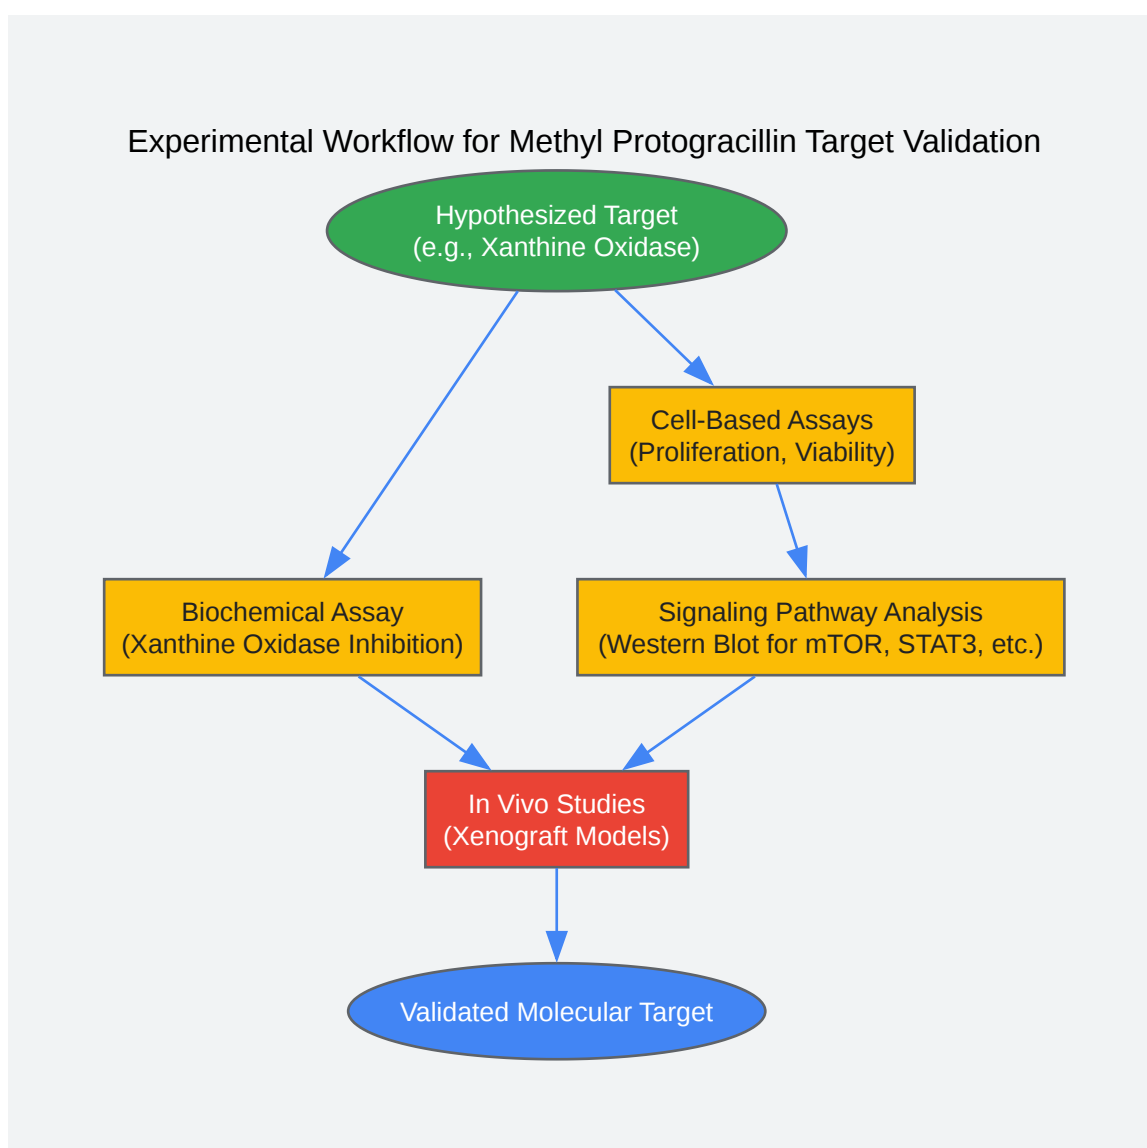 Experimental Workflow for Methyl Protogracillin Target Validation
Hypothesized Target
(e.g., Xanthine Oxidase)
Cell-Based Assays
(Proliferation, Viability)
Biochemical Assay
(Xanthine Oxidase Inhibition)
Signaling Pathway Analysis
(Western Blot for mTOR, STAT3, etc.)
In Vivo Studies
(Xenograft Models)
Validated Molecular Target